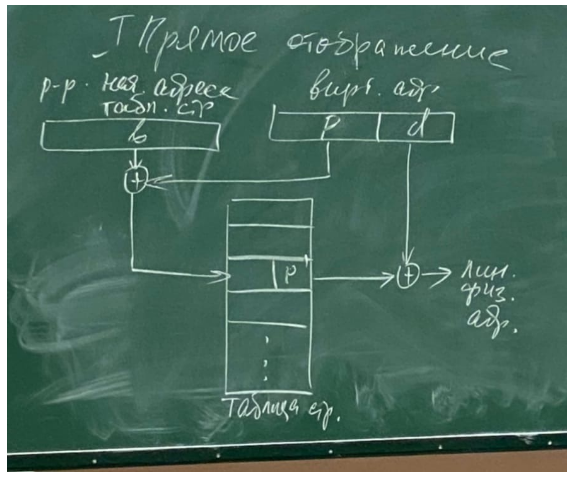 I Прямое отображение
р-р. нач. адреса
табл. стр
вирт. адр.
b
p d
p
лин.
физ.
адр.
Таблица стр.